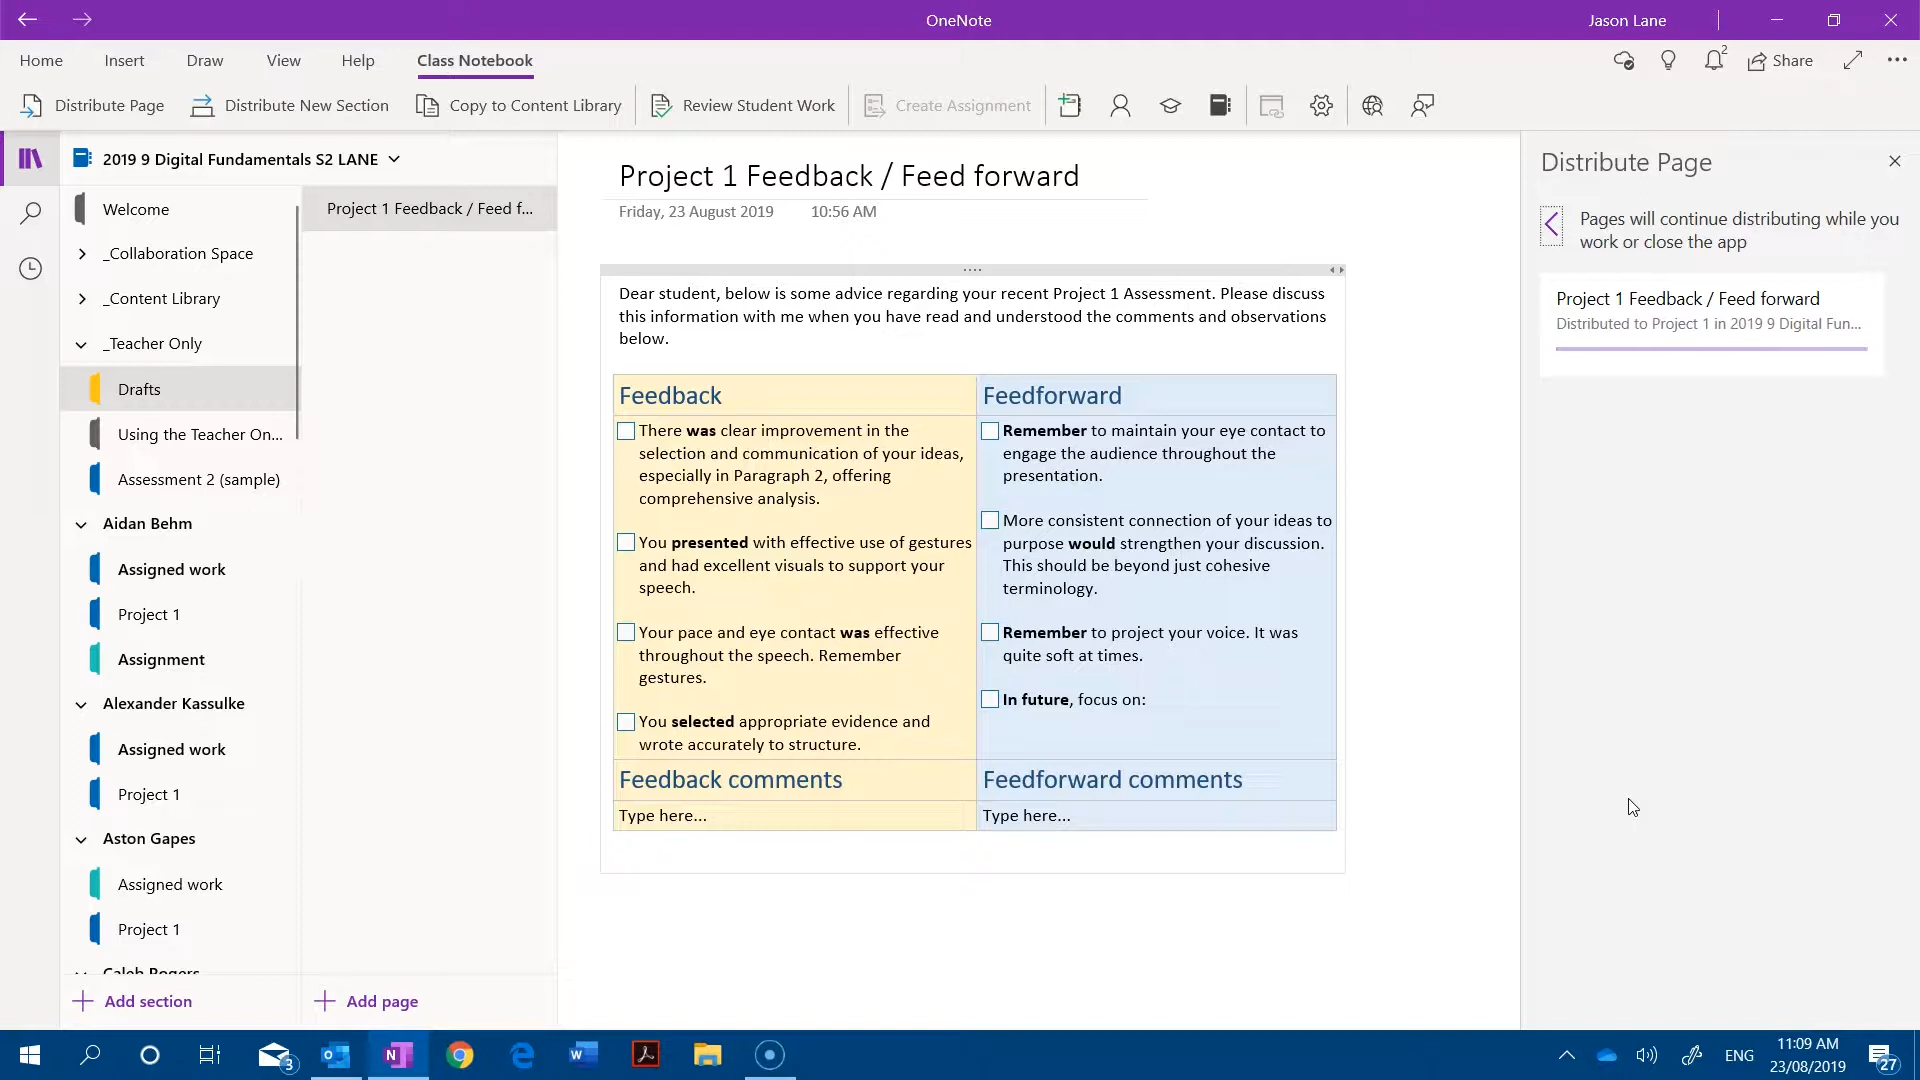 OneNote
Jason Lane
Home
Insert
Draw
View
Help
Class Notebook
2
Share
Distribute Page
Distribute New Section
Copy to Content Library
Review Student Work
Create Assignment
2019 9 Digital Fundamentals S2 LANE
Welcome
_Collaboration Space
_Content Library
_Teacher Only
Drafts
Using the Teacher On...
Assessment 2 (sample)
Aidan Behm
Assigned work
Project 1
Assignment
Alexander Kassulke
Assigned work
Project 1
Aston Gapes
Assigned work
Project 1
Caleb Rogers
Add section
Project 1 Feedback / Feed f...
Add page
Project 1 Feedback / Feed forward
Friday, 23 August 2019
10:56 AM
Dear student, below is some advice regarding your recent Project 1 Assessment. Please discuss
this information with me when you have read and understood the comments and observations
below.
Feedback
There was clear improvement in the
selection and communication of your ideas,
especially in Paragraph 2, offering
comprehensive analysis.
You presented with effective use of gestures
and had excellent visuals to support your
speech.
Your pace and eye contact was effective
throughout the speech. Remember
gestures.
You selected appropriate evidence and
wrote accurately to structure.
Feedforward
Remember to maintain your eye contact to
engage the audience throughout the
presentation.
More consistent connection of your ideas to
purpose would strengthen your discussion.
This should be beyond just cohesive
terminology.
Remember to project your voice. It was
quite soft at times.
In future, focus on:
Feedback comments
Type here...
Feedforward comments
Type here...
Distribute Page
Pages will continue distributing while you
work or close the app
Project 1 Feedback / Feed forward
Distributed to Project 1 in 2019 9 Digital Fun...
3
ENG
11:09 AM
23/08/2019
27